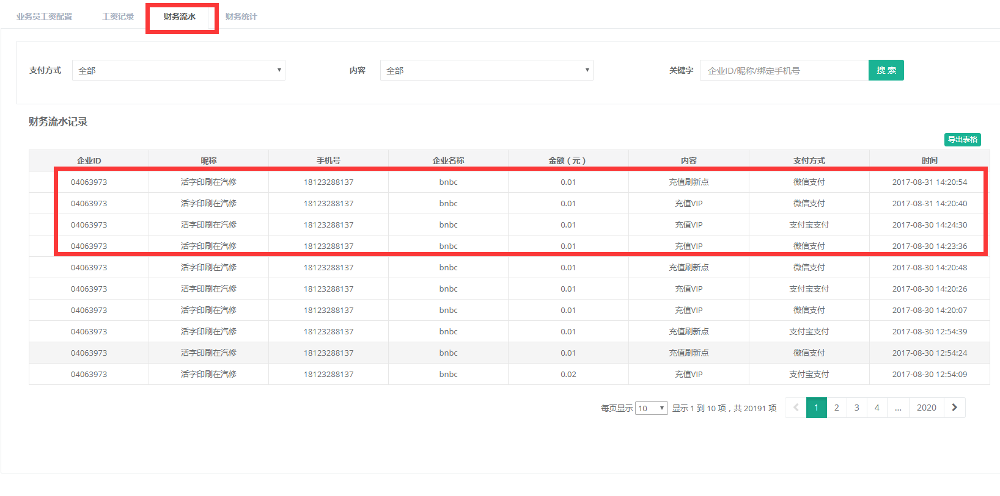 业务员工资配置 工资记录 财务流水 财务统计
支付方式 全部 内容 全部 关键字 企业ID/昵称/绑定手机号 搜 索
财务流水记录
导出表格
企业ID 昵称 手机号 企业名称 金额（元） 内容 支付方式 时间
04063973 活字印刷在汽修 18123288137 bnbc 0.01 充值刷新点 微信支付 2017-08-31 14:20:54
04063973 活字印刷在汽修 18123288137 bnbc 0.01 充值VIP 微信支付 2017-08-31 14:20:40
04063973 活字印刷在汽修 18123288137 bnbc 0.01 充值VIP 支付宝支付 2017-08-30 14:24:30
04063973 活字印刷在汽修 18123288137 bnbc 0.01 充值VIP 微信支付 2017-08-30 14:23:36
04063973 活字印刷在汽修 18123288137 bnbc 0.01 充值刷新点 微信支付 2017-08-30 14:20:48
04063973 活字印刷在汽修 18123288137 bnbc 0.01 充值VIP 支付宝支付 2017-08-30 14:20:26
04063973 活字印刷在汽修 18123288137 bnbc 0.01 充值VIP 微信支付 2017-08-30 14:20:07
04063973 活字印刷在汽修 18123288137 bnbc 0.01 充值刷新点 支付宝支付 2017-08-30 12:54:39
04063973 活字印刷在汽修 18123288137 bnbc 0.01 充值刷新点 微信支付 2017-08-30 12:54:24
04063973 活字印刷在汽修 18123288137 bnbc 0.02 充值VIP 支付宝支付 2017-08-30 12:54:09
每页显示 10 显示 1 到 10 项，共 20191 项 1 2 3 4 ... 2020